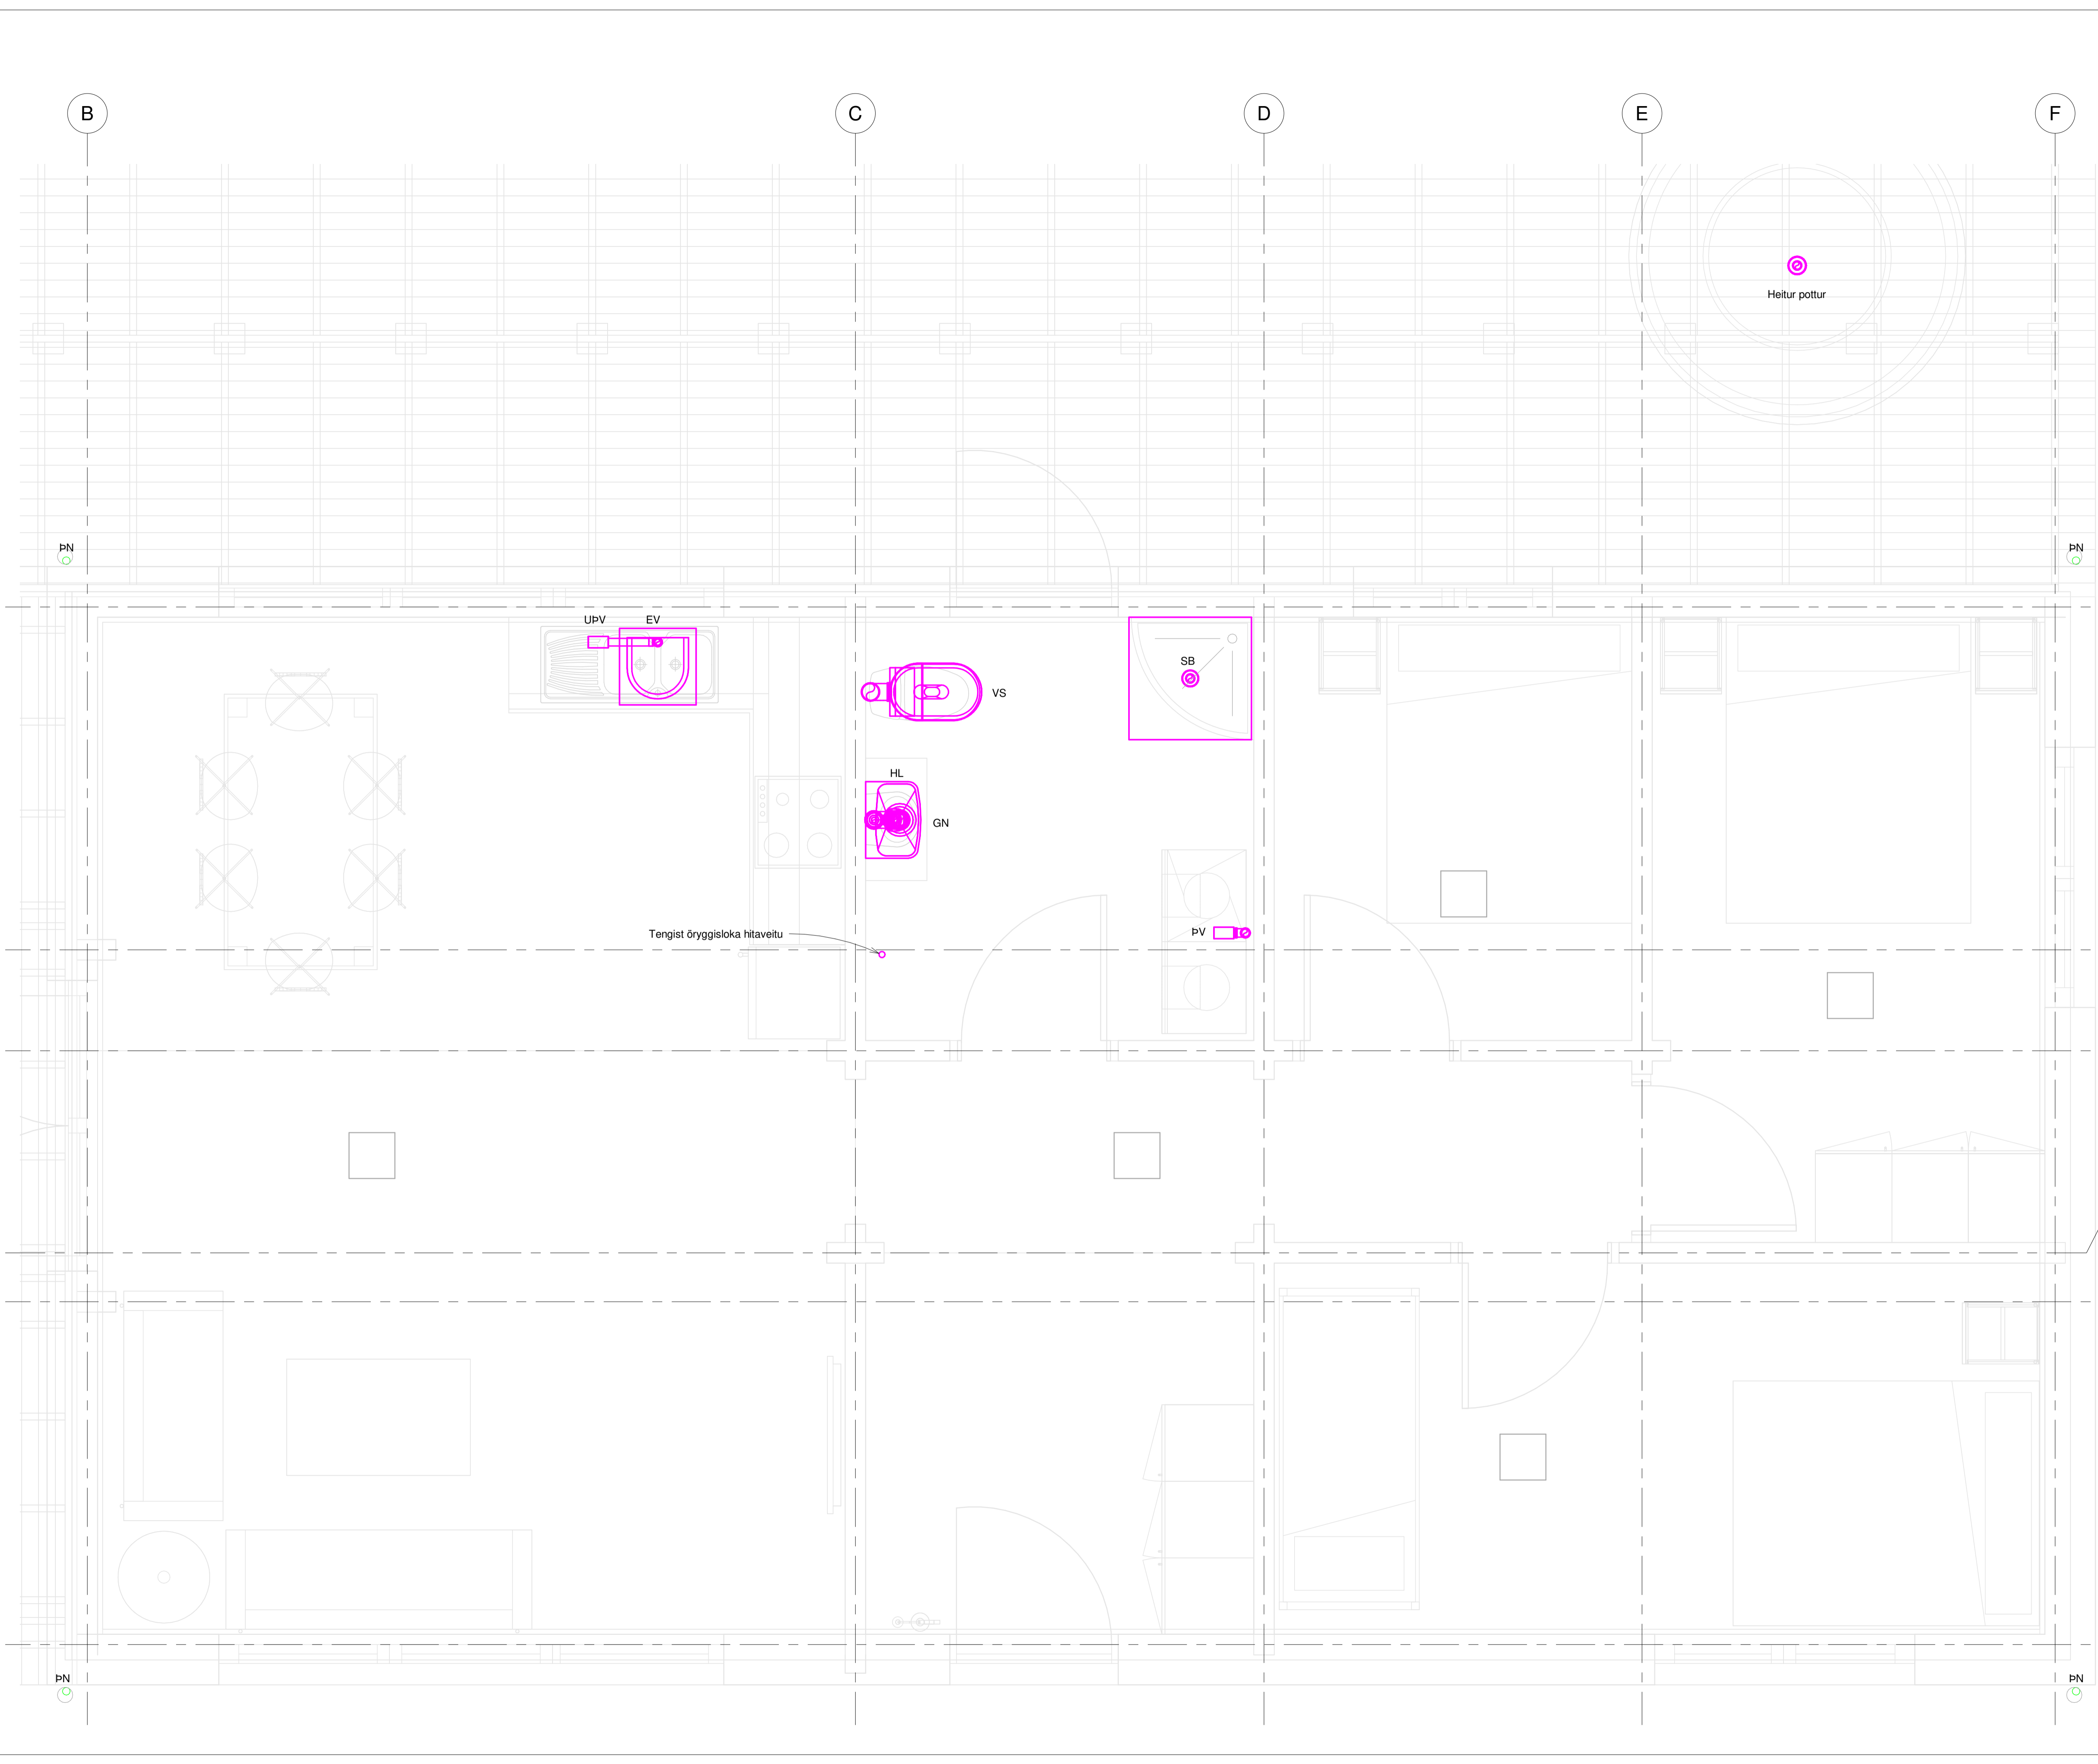 B
C
D
E
F
Heitur pottur
ÞN
ÞN
UÞV
EV
SB
VS
HL
GN
ÞV
Tengist öryggisloka hitaveitu
ÞN
ÞN